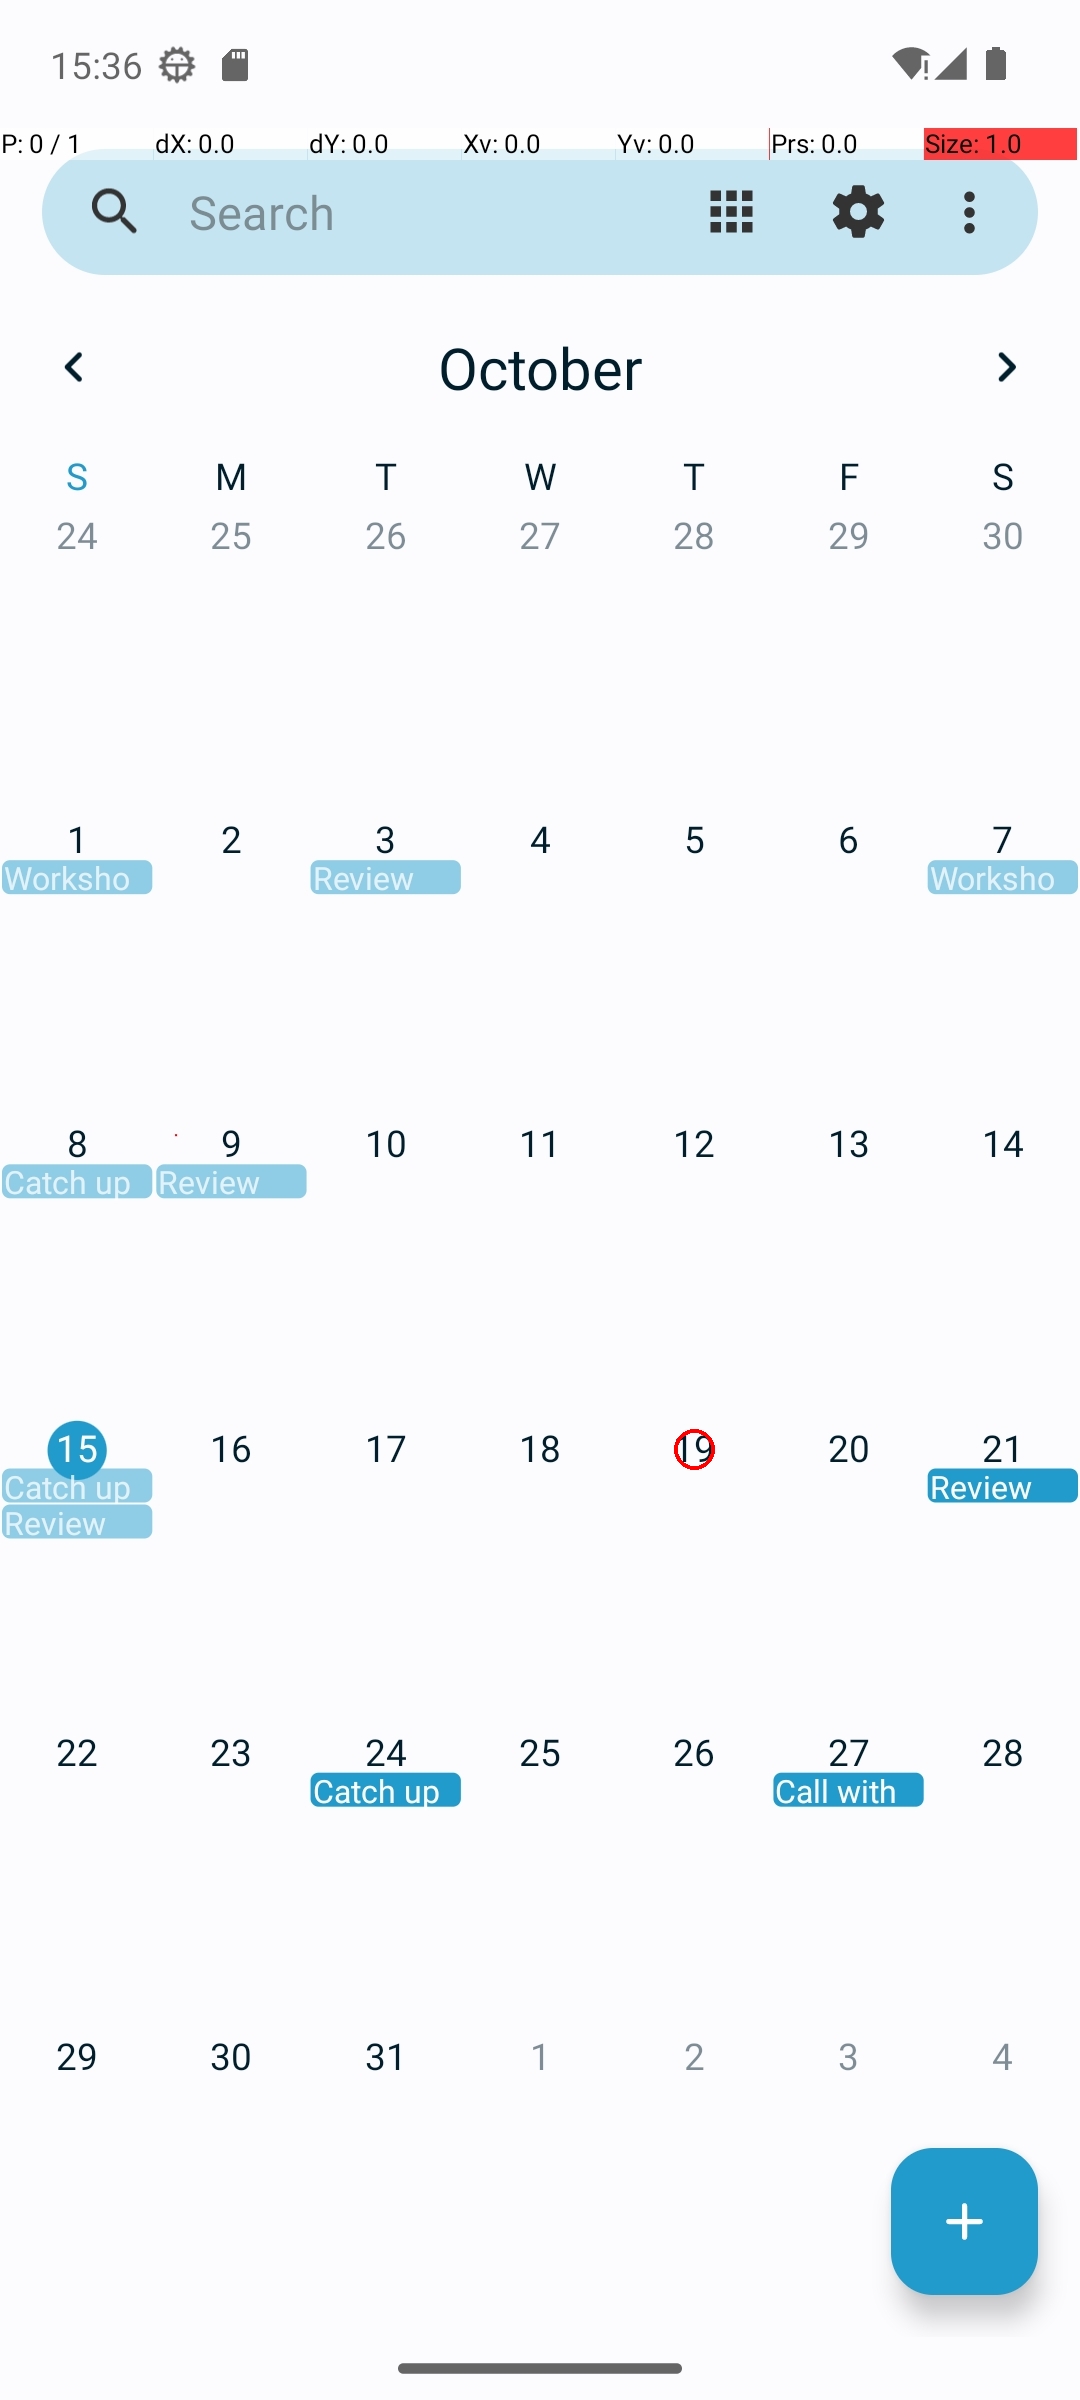 15:36
P: 0 / 1 dX: 0.0 dY: 0.0 Xv: 0.0 Yv: 0.0 Prs: 0.0 Size: 1.0
Search
October
S M T W T F S
24 25 26 27 28 29 30
1 2 3 4 5 6 7
Worksho Review Worksho
8 9 10 11 12 13 14
Catch up Review
15 16 17 18 19 20 21
Catch up Review
Review
22 23 24 25 26 27 28
Catch up Call with
29 30 31 1 2 3 4